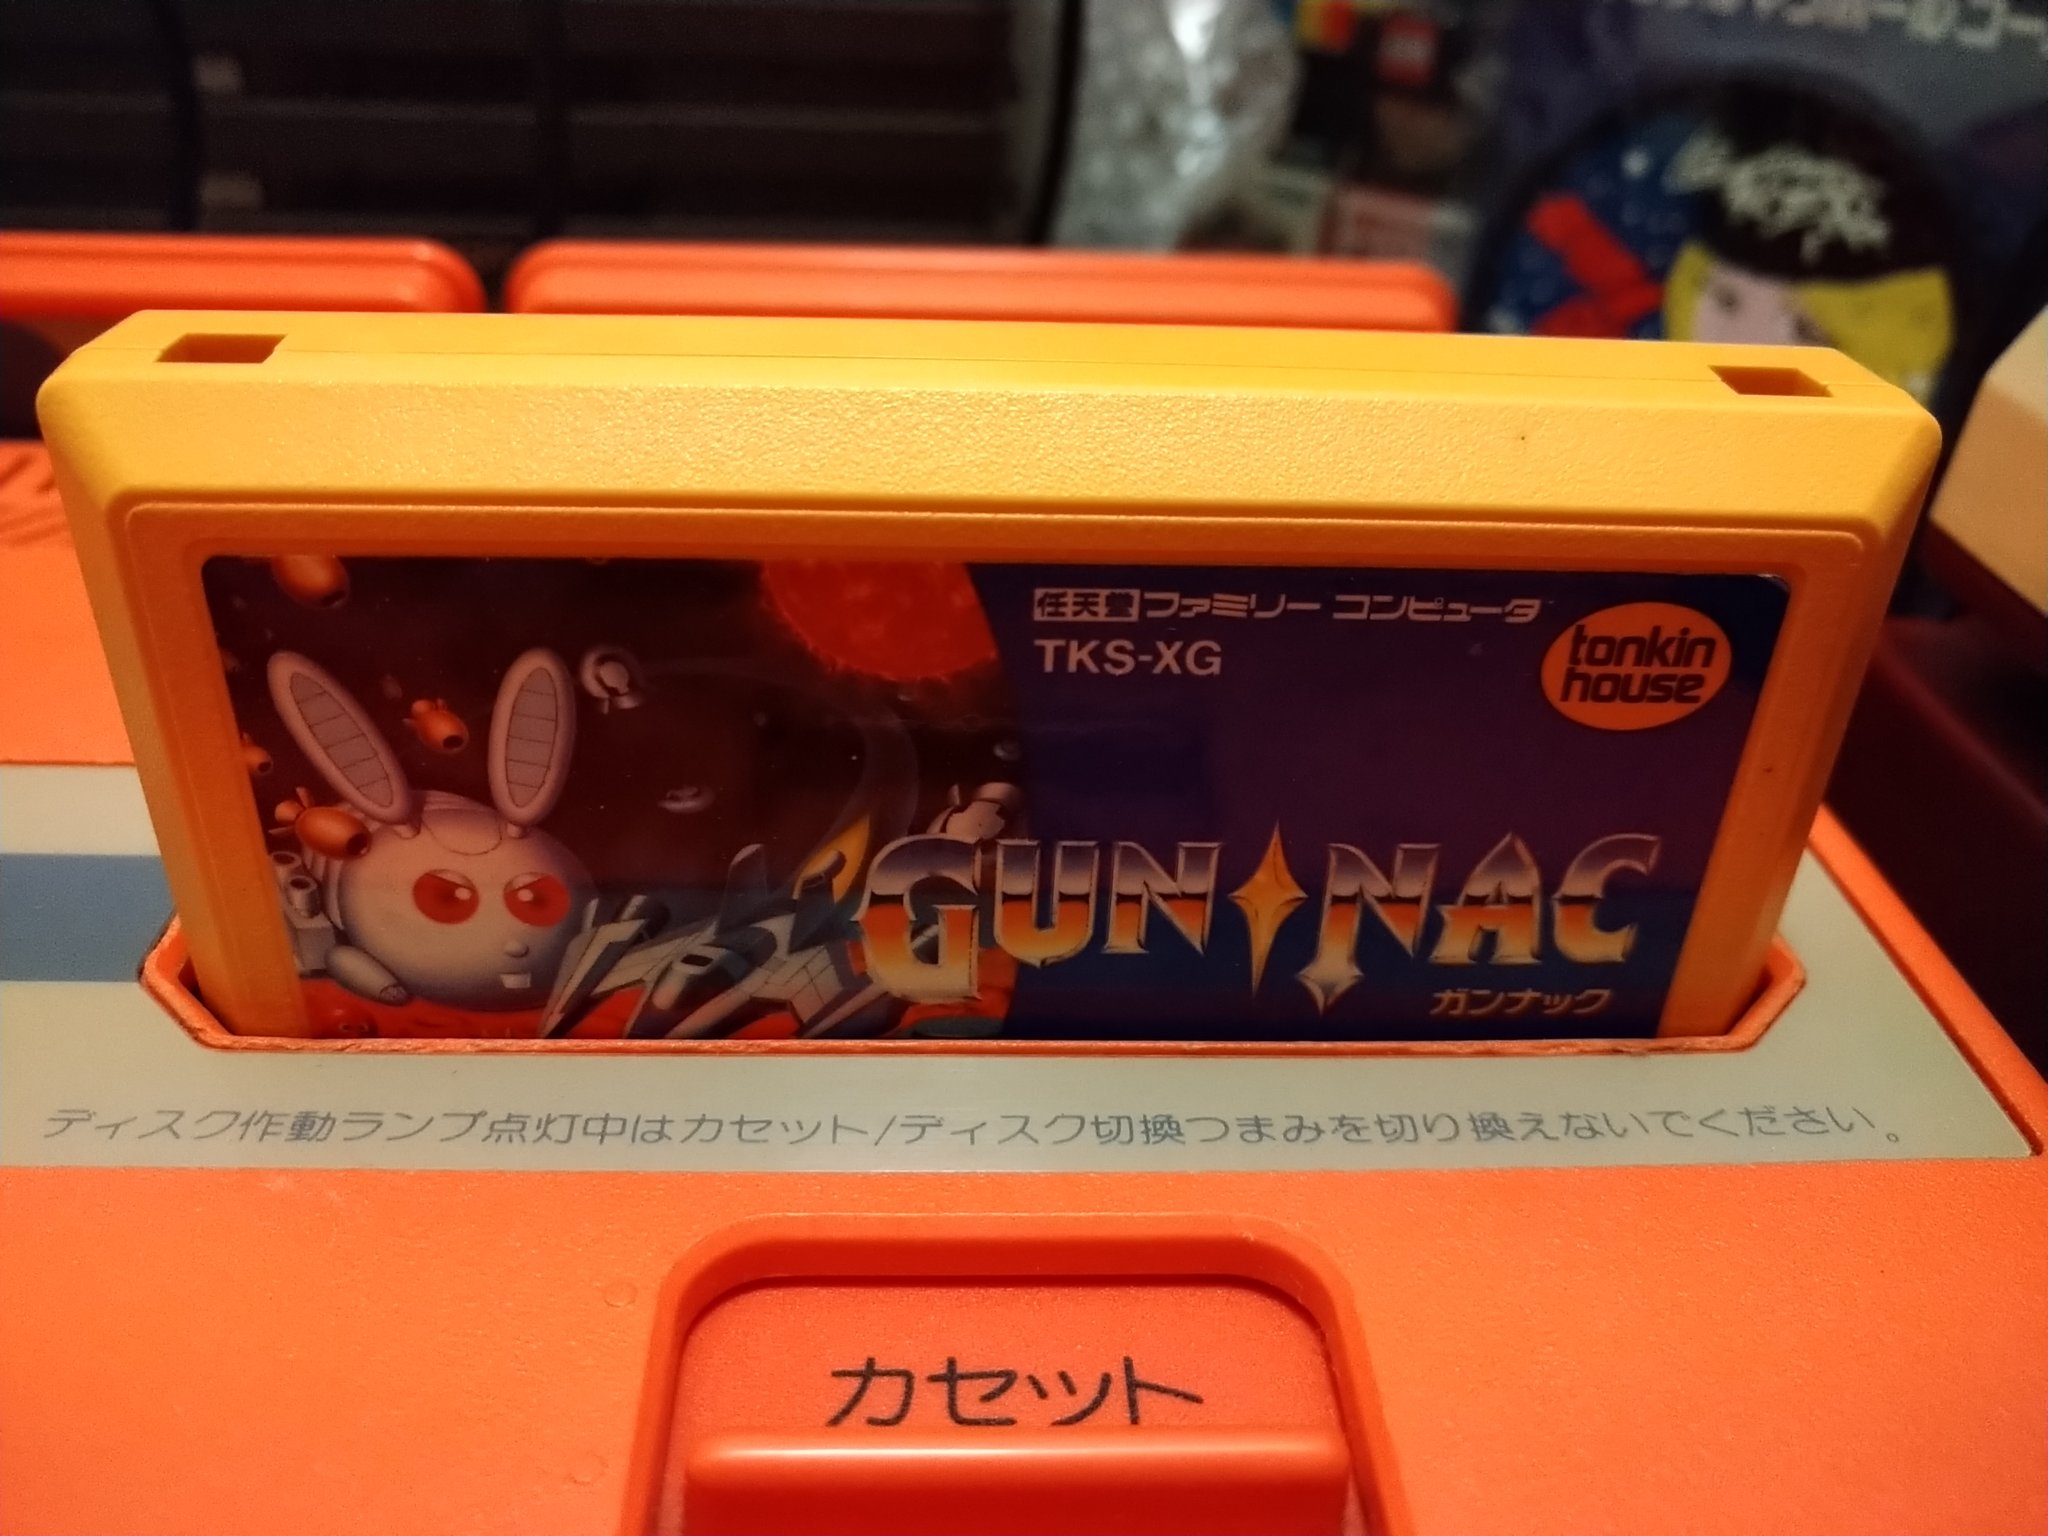 任天堂 ファミリー コンピュータ
TKS-XG
tonkin
house
GUN NAC
ガンナック
ディスク作動ランプ点灯中はカセット/ディスク切換つまみを切り換えないでください。
カセット